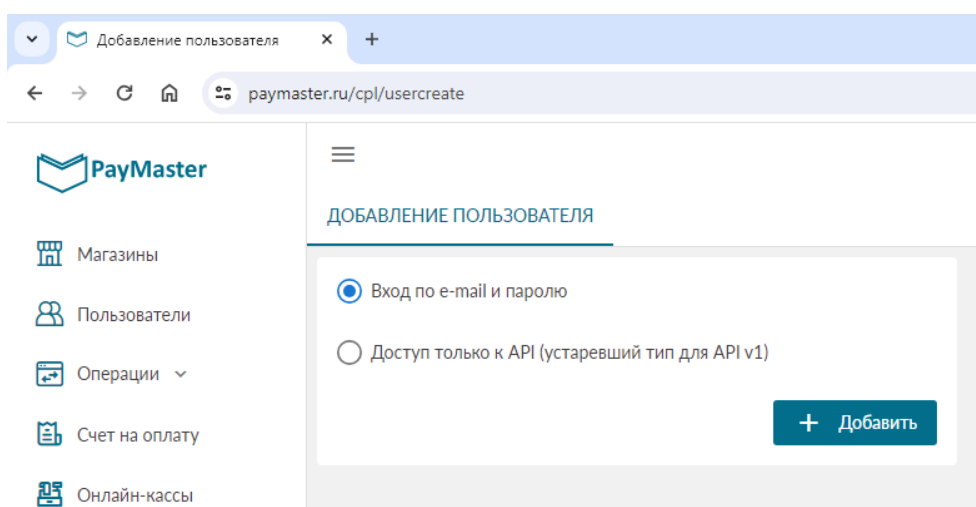 Добавление пользователя
paymaster.ru/cpl/usercreate
PayMaster
ДОБАВЛЕНИЕ ПОЛЬЗОВАТЕЛЯ
Магазины
Вход по e-mail и паролю
Пользователи
Доступ только к API (устаревший тип для API v1)
Операции
+ Добавить
Счет на оплату
Онлайн-кассы